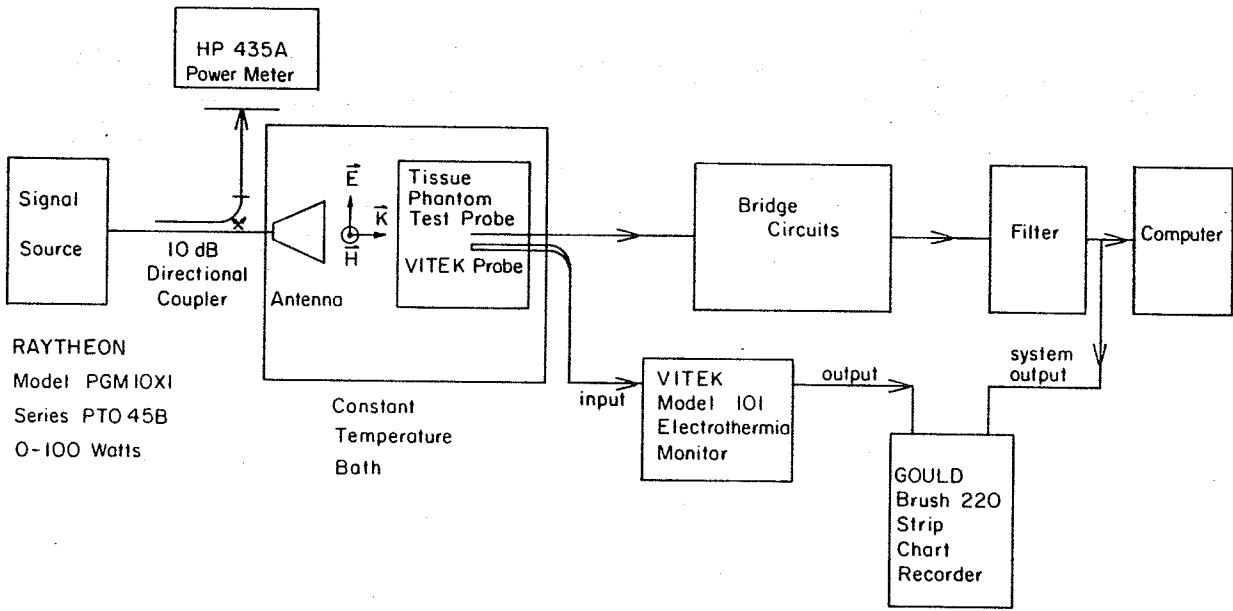 HP 435A
Power Meter
Signal
Source
10 dB
Directional
Coupler
RAYTHEON
Model PGM10X1
Series PTO 45B
0-100 Watts
Antenna
E
K
H
Tissue
Phantom
Test Probe
VITEK Probe
Constant
Temperature
Bath
Bridge
Circuits
Filter
Computer
input
VITEK
Model 101
Electrothermia
Monitor
output
system
output
GOULD
Brush 220
Strip
Chart
Recorder